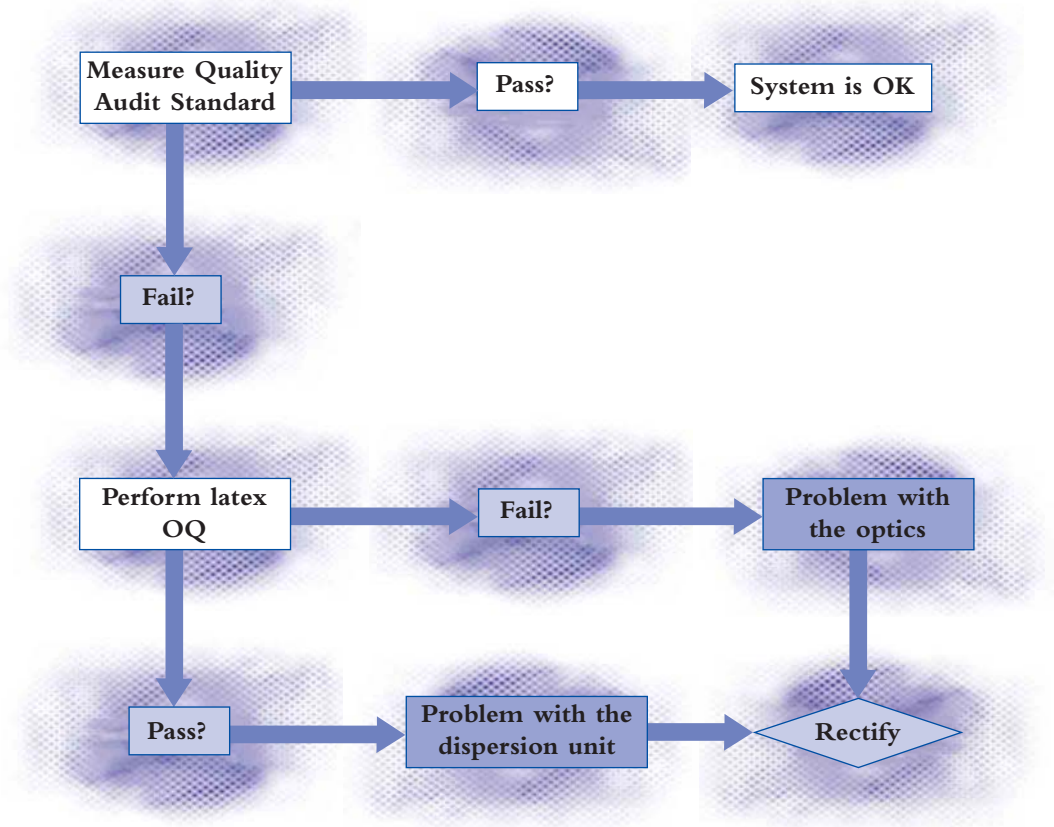 Measure Quality
Audit Standard
Pass?
System is OK
Fail?
Perform latex
OQ
Fail?
Problem with
the optics
Pass?
Problem with the
dispersion unit
Rectify